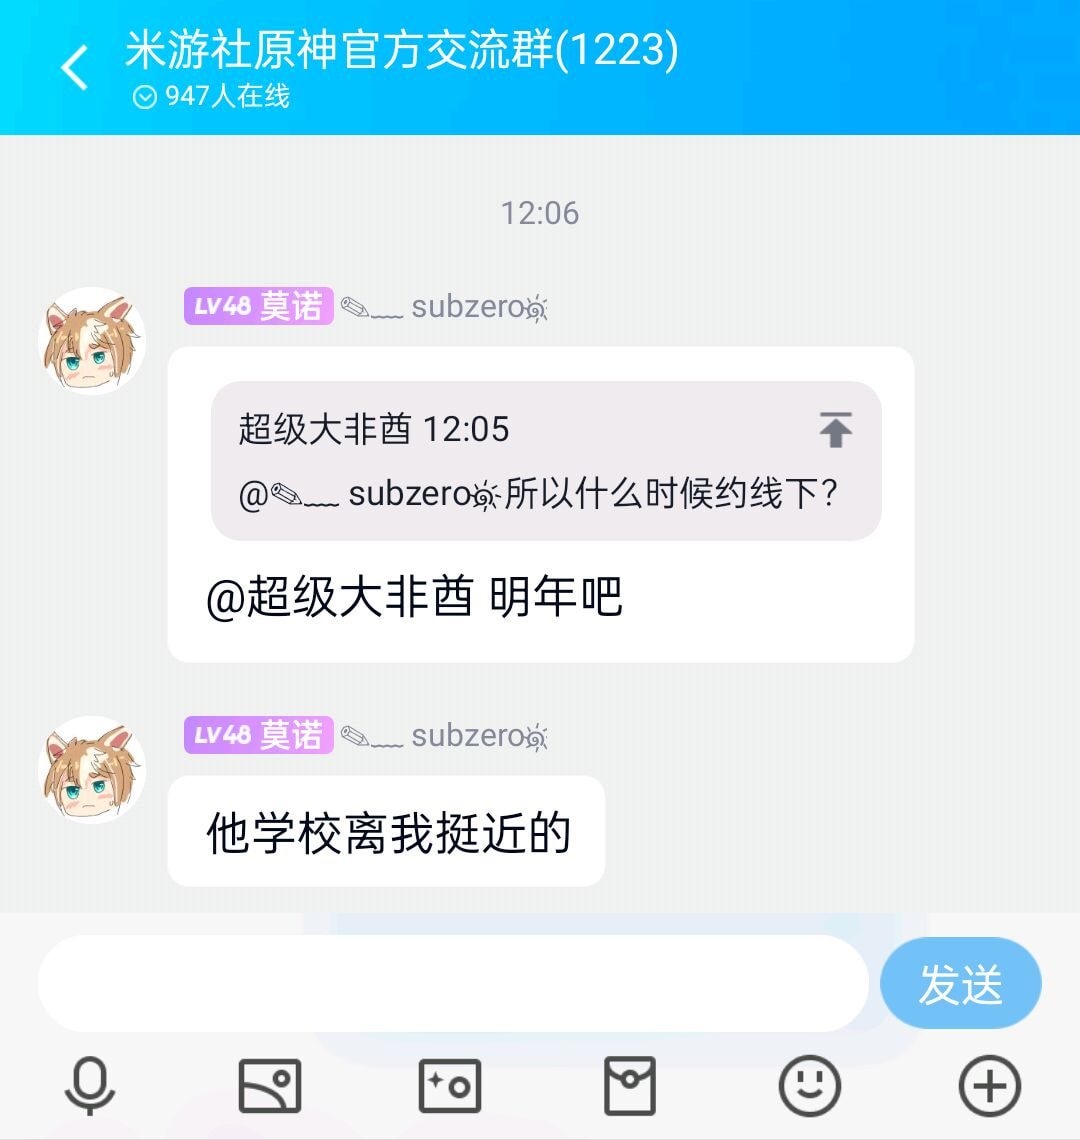 米游社原神官方交流群(1223)
947人在线
12:06
LV48 莫诺 ✎﹏ subzero꯭҉
超级大非酋 12:05
@✎﹏ subzero҉所以什么时候约线下?
@超级大非酋 明年吧
LV48 莫诺 ✎﹏ subzero҉
他学校离我挺近的
发送